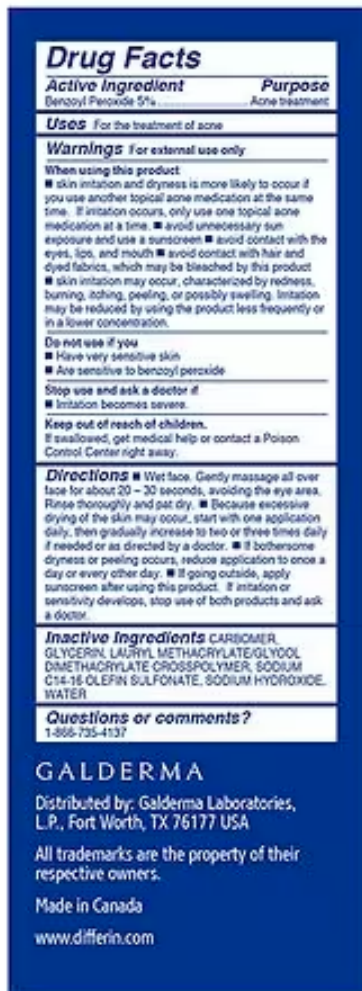 Drug Facts
Active Ingredient Purpose
Benzoyl Peroxide 5%..................Acne treatment
Uses For the treatment of acne
Warnings For external use only
When using this product
■ skin irritation and dryness is more likely to occur if
you use another topical acne medication at the same
time. If irritation occurs, only use one topical acne
medication at a time. ■ avoid unnecessary sun
exposure and use a sunscreen ■ avoid contact with the
eyes, lips, and mouth ■ avoid contact with hair and
dyed fabrics, which may be bleached by this product
■ skin irritation may occur, characterized by redness,
burning, itching, peeling, or possibly swelling. Irritation
may be reduced by using the product less frequently or
in a lower concentration.
Do not use if you
■ Have very sensitive skin
■ Are sensitive to benzoyl peroxide
Stop use and ask a doctor if
■ Irritation becomes severe.
Keep out of reach of children.
If swallowed, get medical help or contact a Poison
Control Center right away.
Directions ■ Wet face. Gently massage all over
face for about 20 – 30 seconds, avoiding the eye area.
Rinse thoroughly and pat dry. ■ Because excessive
drying of the skin may occur, start with one application
daily, then gradually increase to two or three times daily
if needed or as directed by a doctor. ■ If bothersome
dryness or peeling occurs, reduce application to once a
day or every other day. ■ If going outside, apply
sunscreen after using this product. If irritation or
sensitivity develops, stop use of both products and ask
a doctor.
Inactive Ingredients CARBOMER,
GLYCERIN, LAURYL METHACRYLATE/GLYCOL
DIMETHACRYLATE CROSSPOLYMER, SODIUM
C14-16 OLEFIN SULFONATE, SODIUM HYDROXIDE,
WATER
Questions or comments?
1-866-735-4137
GALDERMA
Distributed by: Galderma Laboratories,
L.P., Fort Worth, TX 76177 USA
All trademarks are the property of their
respective owners.
Made in Canada
www.differin.com